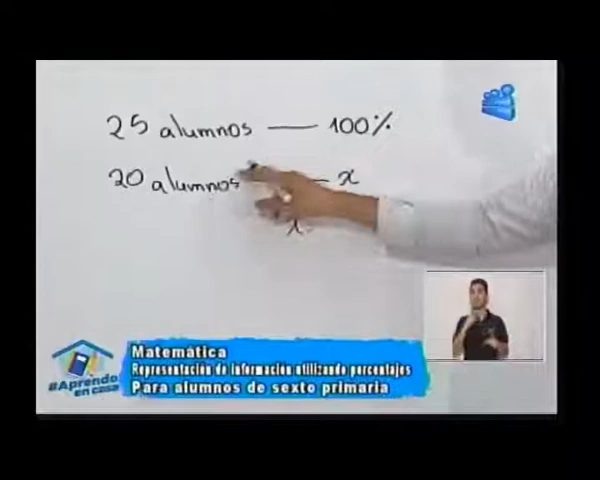 25 alumnos — 100%
20 alumnos — x
x
Matemática
Representación de información utilizando porcentajes
Para alumnos de sexto primaria
#Aprendo
en casa